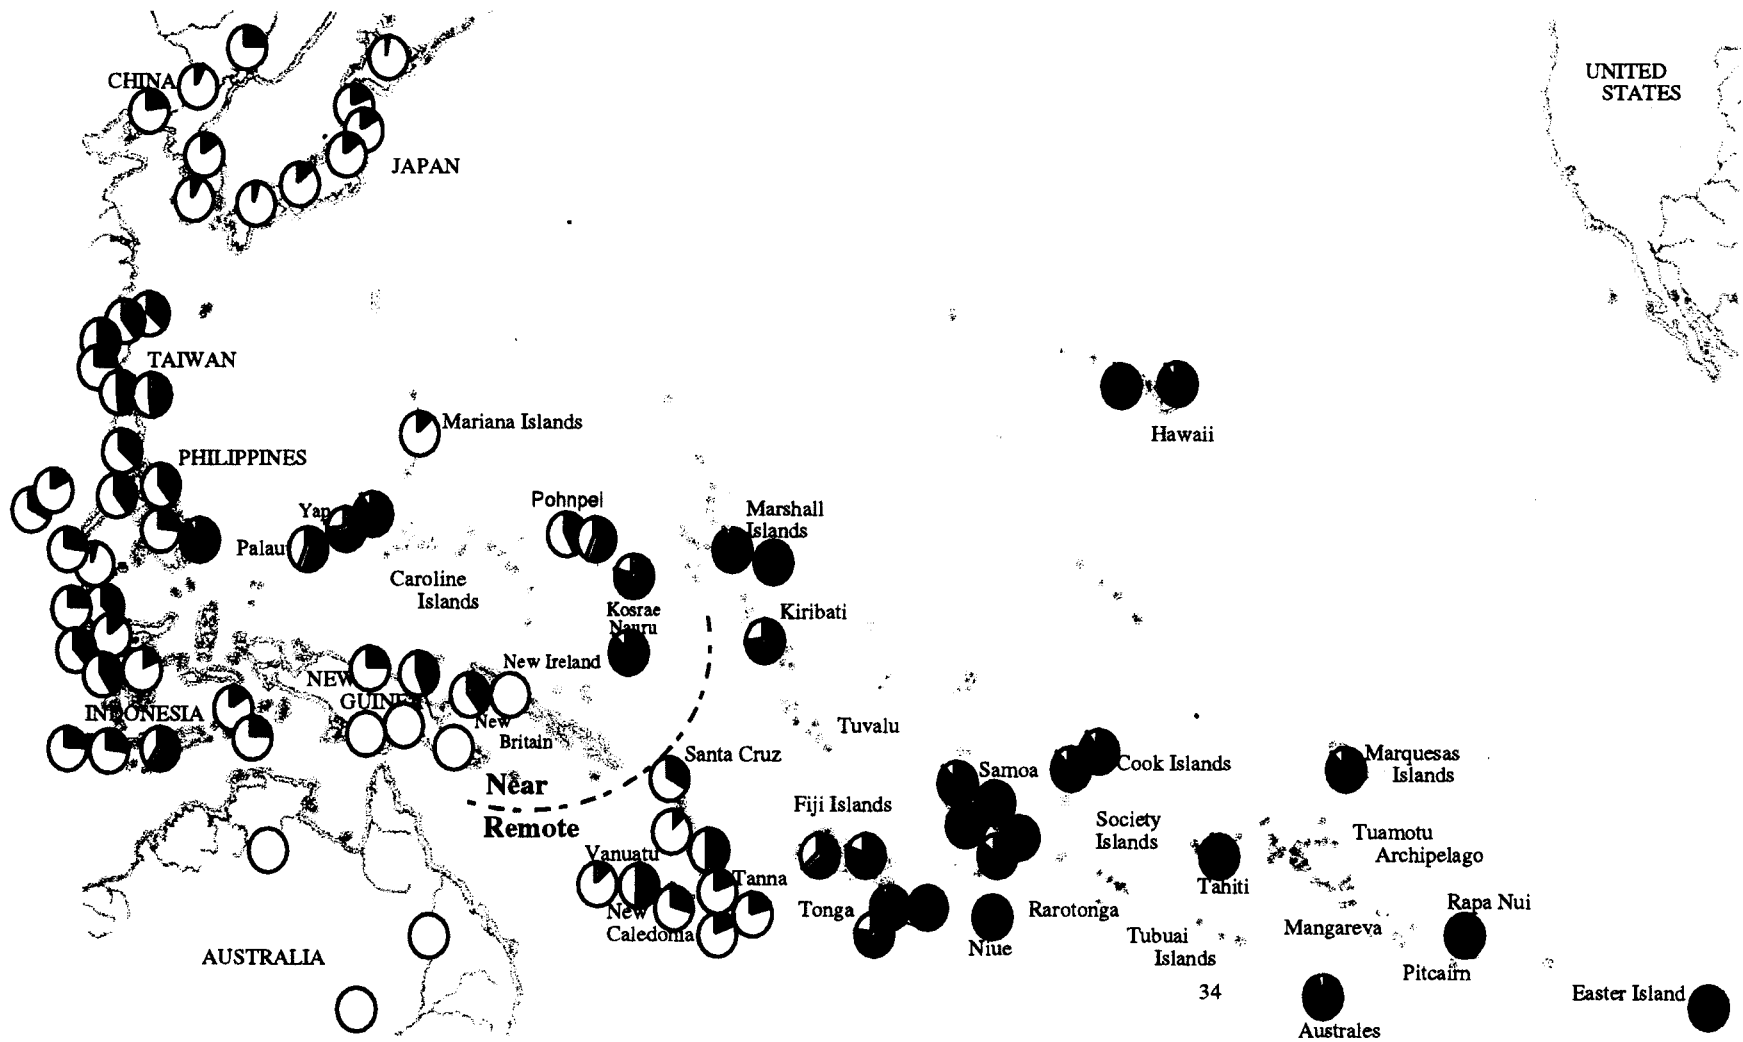 CHINA
UNITED
STATES
JAPAN
TAIWAN
Mariana Islands
Hawaii
PHILIPPINES
Yap
Pohnpei
Marshall
Islands
Palau
Caroline
Islands
Kosrae
Nauru
Kiribati
New Ireland
NEW
GUINEA
INDONESIA
New
Britain
Tuvalu
Santa Cruz
Near
Remote
Samoa
Cook Islands
Marquesas
Islands
Fiji Islands
Society
Islands
Tuamotu
Archipelago
Vanuatu
Tanna
Tahiti
New
Caledonia
Tonga
Rarotonga
Rapa Nui
Niue
Tubuai
Islands
Mangareva
Pitcairn
AUSTRALIA
34
Easter Island
Australes